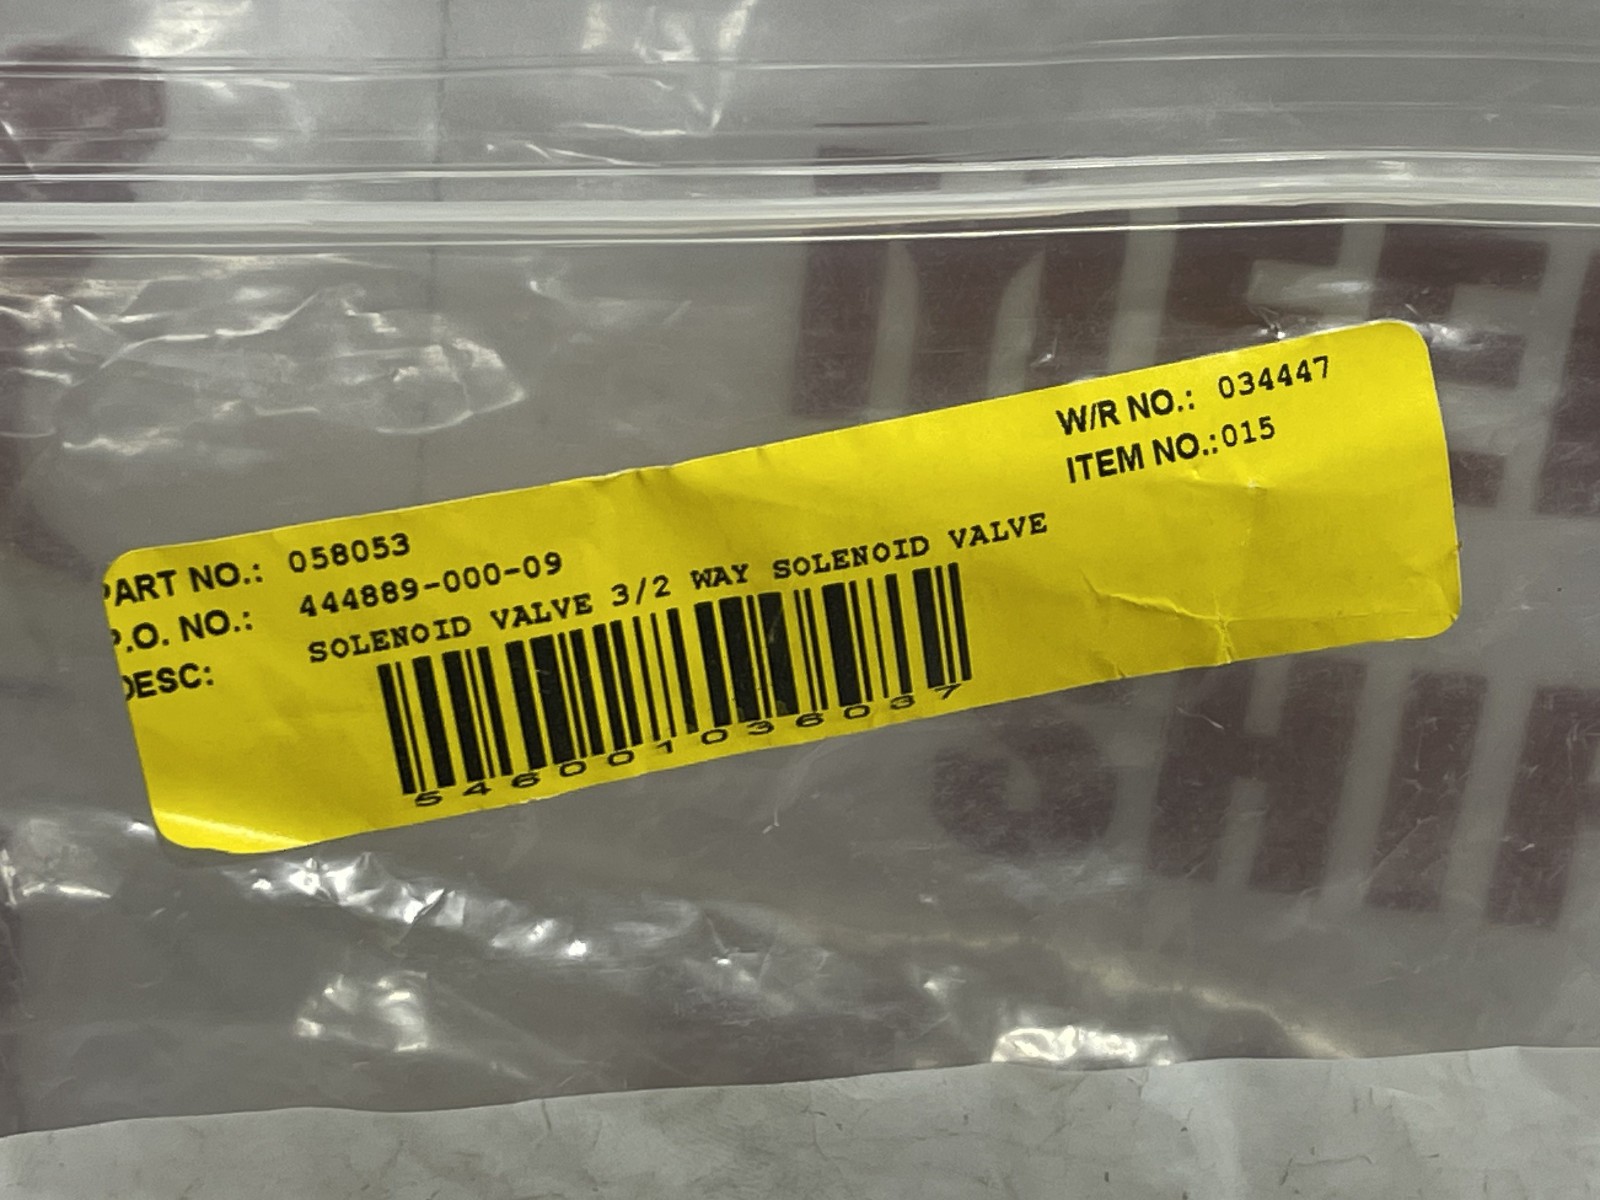 PART NO.: 058053
P.O. NO.: 444889-000-09
DESC: SOLENOID VALVE 3/2 WAY SOLENOID VALVE
W/R NO.: 034447
ITEM NO.:015
546001036037